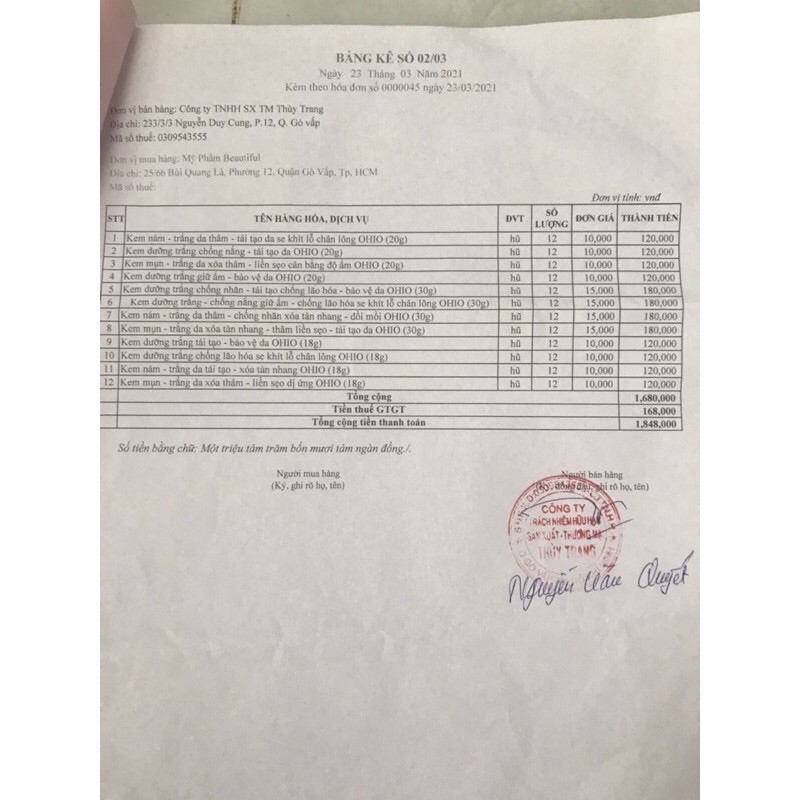 BẢNG KÊ SỐ 02/03
Ngày 23 Tháng 03 Năm 2021
Kèm theo hóa đơn số 0000045 ngày 23/03/2021
Đơn vị bán hàng: Công ty TNHH SX TM Thùy Trang
Địa chỉ: 233/3/3 Nguyễn Duy Cung, P.12, Q. Gò vấp
Mã số thuế: 0309543555
Đơn vị mua hàng: Mỹ Phẩm Beautiful
Địa chỉ: 25/66 Bùi Quang Là, Phường 12, Quận Gò Vấp, Tp, HCM
Mã số thuế:
Đơn vị tính: vnđ
STT TÊN HÀNG HÓA, DỊCH VỤ ĐVT SỐ LƯỢNG ĐƠN GIÁ THÀNH TIỀN
1 Kem nám - trắng da thâm - tái tạo da se khít lỗ chân lông OHIO (20g) hũ 12 10,000 120,000
2 Kem dưỡng trắng chống nắng - tái tạo da OHIO (20g) hũ 12 10,000 120,000
3 Kem mụn - trắng da xóa thâm - liền sẹo cân bằng độ ẩm OHIO (20g) hũ 12 10,000 120,000
4 Kem dưỡng trắng giữ ẩm - bảo vệ da OHIO (20g) hũ 12 10,000 120,000
5 Kem dưỡng trắng chống nhăn - tái tạo chống lão hóa - bảo vệ da OHIO (30g) hũ 12 15,000 180,000
6 Kem dưỡng trắng - chống nắng giữ ẩm - chống lão hóa se khít lỗ chân lông OHIO (30g) hũ 12 15,000 180,000
7 Kem nám - trắng da thâm - chống nhăn xóa tàn nhang - đồi mồi OHIO (30g) hũ 12 15,000 180,000
8 Kem mụn - trắng da xóa tàn nhang - thâm liền sẹo - tái tạo da OHIO (30g) hũ 12 15,000 180,000
9 Kem dưỡng trắng tái tạo - bảo vệ da OHIO (18g) hũ 12 10,000 120,000
10 Kem dưỡng trắng chống lão hóa se khít lỗ chân lông OHIO (18g) hũ 12 10,000 120,000
11 Kem nám - trắng da tái tạo - xóa tàn nhang OHIO (18g) hũ 12 10,000 120,000
12 Kem mụn - trắng da xóa thâm - liền sẹo dị ứng OHIO (18g) hũ 12 10,000 120,000
Tổng cộng 1,680,000
Tiền thuế GTGT 168,000
Tổng cộng tiền thanh toán 1,848,000
Số tiền bằng chữ: Một triệu tám trăm bốn mươi tám ngàn đồng./.
Người mua hàng Người bán hàng
(Ký, ghi rõ họ, tên) (Ký, đóng dấu, ghi rõ họ, tên)
CÔNG TY
TRÁCH NHIỆM HỮU HẠN
SẢN XUẤT - THƯƠNG MẠI
THÙY TRANG
Nguyễn Văn Quyết